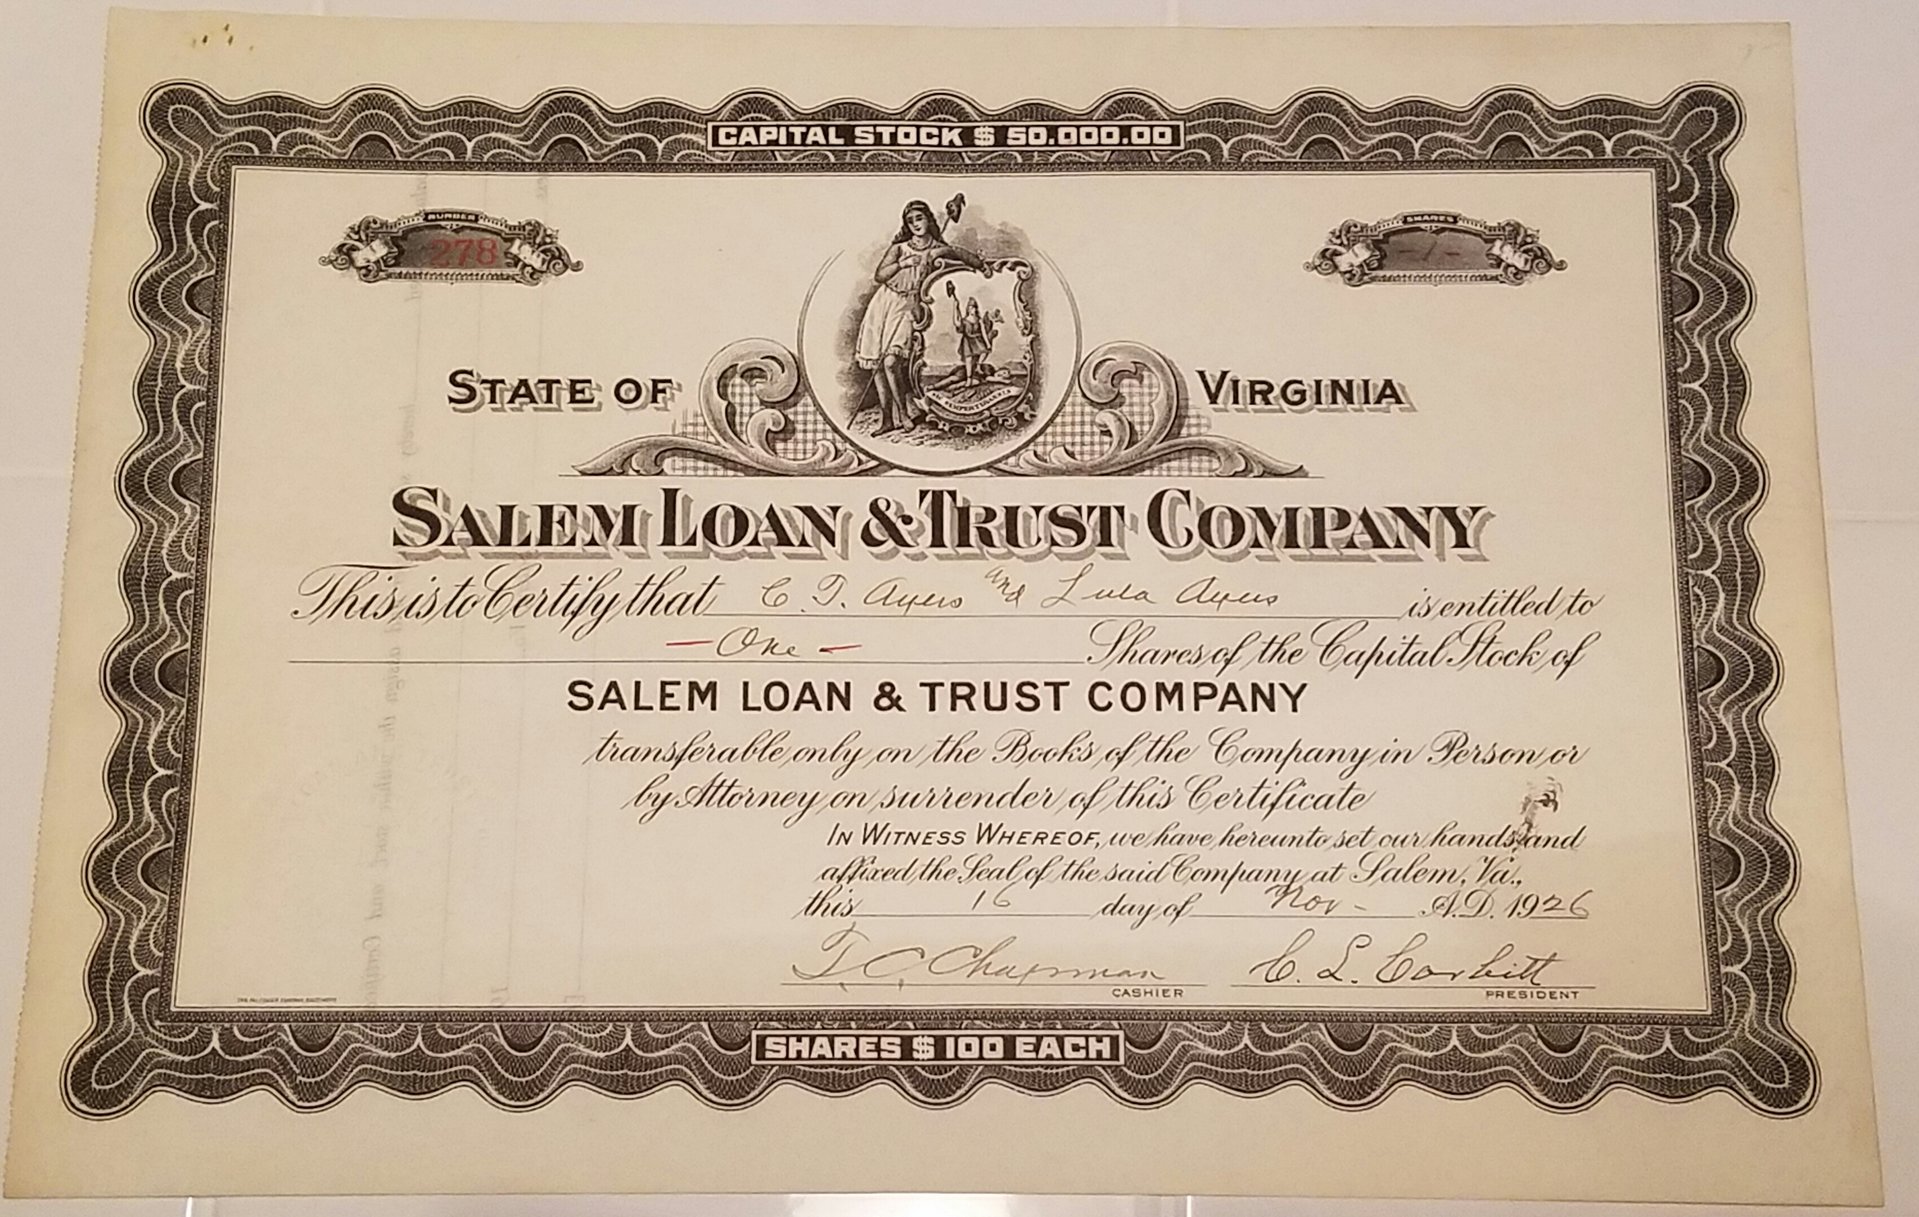 CAPITAL STOCK $ 50.000.00
NUMBER
278
SHARES
-1-
STATE OF VIRGINIA
SALEM LOAN & TRUST COMPANY
This is to Certify that C. T. Ayers and Lula Ayers is entitled to
- One - Shares of the Capital Stock of
SALEM LOAN & TRUST COMPANY
transferable only on the Books of the Company in Person or
by Attorney on surrender of this Certificate
IN WITNESS WHEREOF, we have hereunto set our hands and
affixed the Seal of the said Company at Salem, Va.,
this 16 day of Nov - A.D. 1926
T. C. Chapman C. L. Corbitt
CASHIER PRESIDENT
SHARES $ 100 EACH